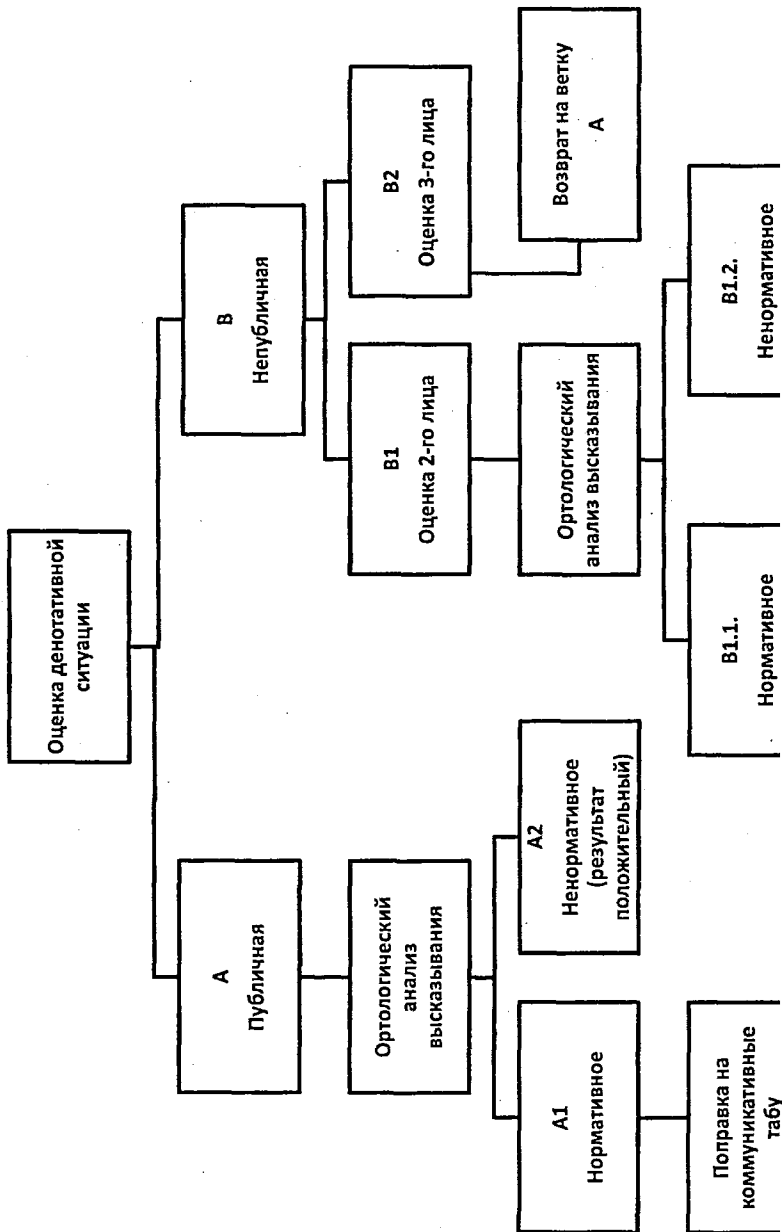 Оценка денотативной
ситуации
А
Публичная
В
Непубличная
Ортологический
анализ
высказывания
В1
Оценка 2-го лица
В2
Оценка 3-го лица
А1
Нормативное
А2
Ненормативное
(результат
положительный)
Ортологический
анализ высказывания
Возврат на ветку
А
Поправка на
коммуникативные
табу
В1.1.
Нормативное
В1.2.
Ненормативное